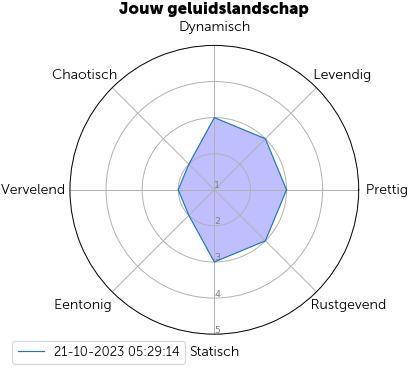 Jouw geluidslandschap
Dynamisch
Chaotisch
Levendig
Vervelend
1
Prettig
2
3
4
Eentonig
Rustgevend
5
21-10-2023 05:29:14
Statisch